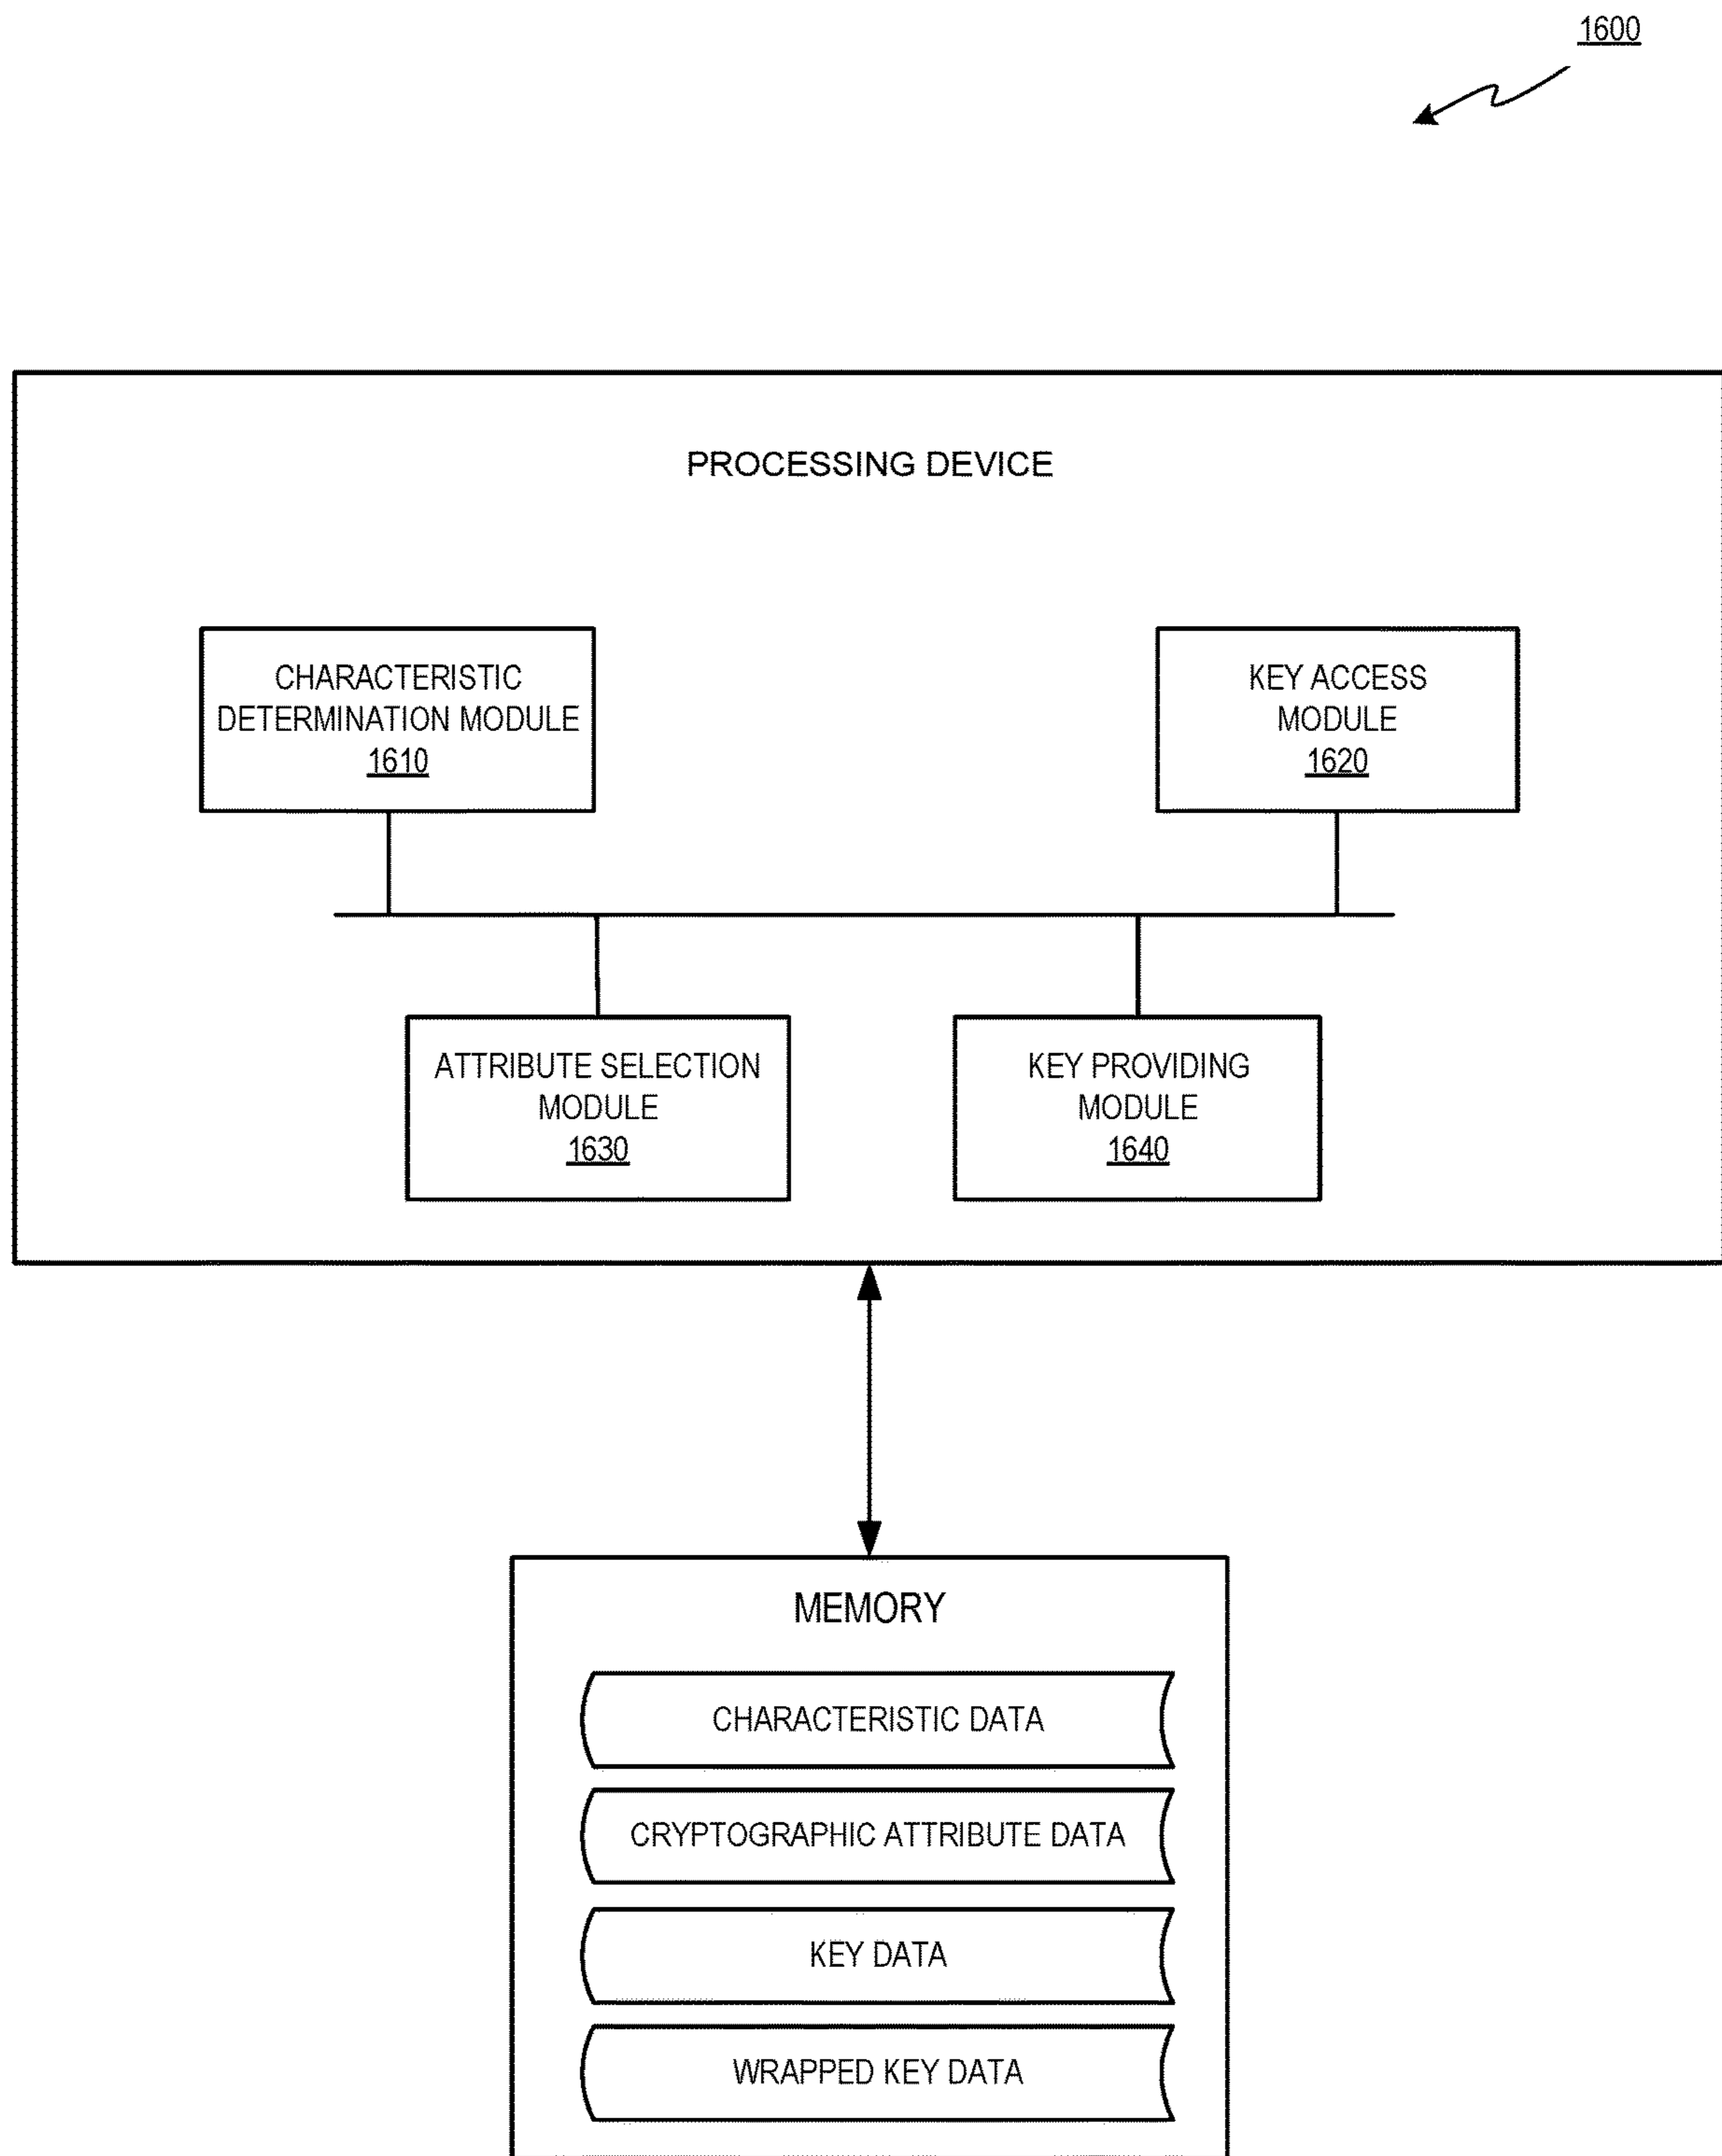 1600
PROCESSING DEVICE
CHARACTERISTIC
DETERMINATION MODULE
1610
KEY ACCESS
MODULE
1620
ATTRIBUTE SELECTION
MODULE
1630
KEY PROVIDING
MODULE
1640
MEMORY
CHARACTERISTIC DATA
CRYPTOGRAPHIC ATTRIBUTE DATA
KEY DATA
WRAPPED KEY DATA